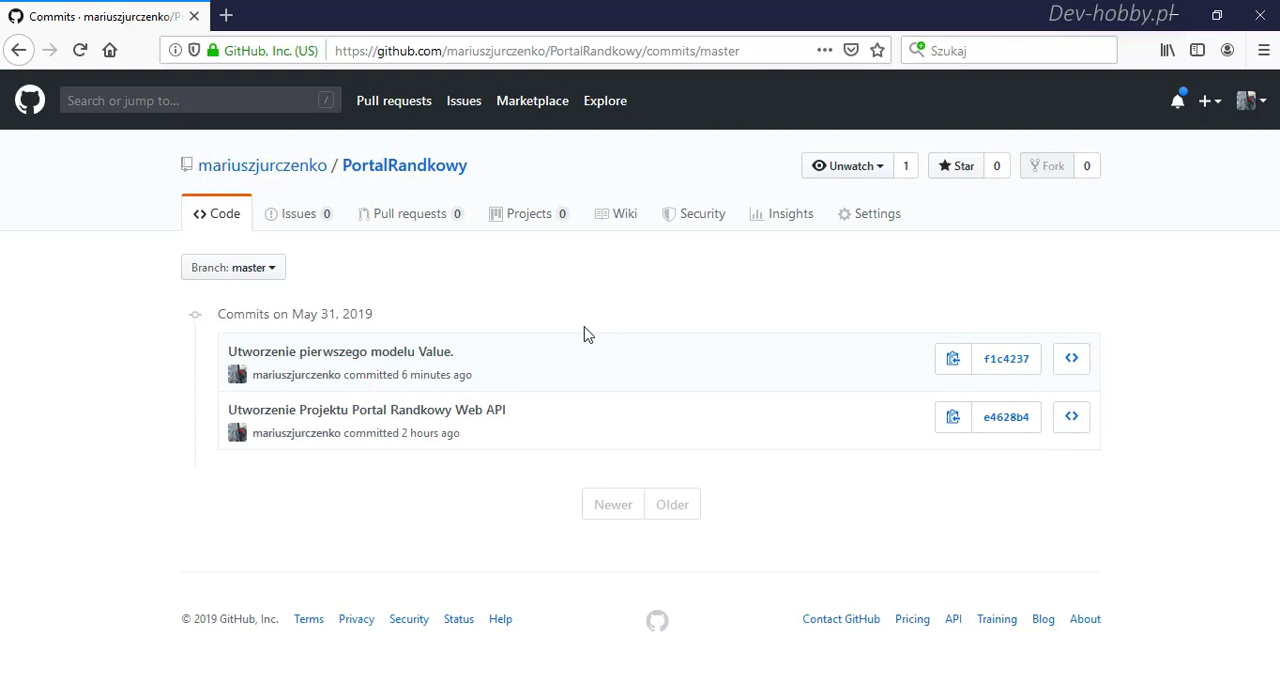 Commits · mariuszjurczenko/P
Dev-hobby.pl
GitHub, Inc. (US)
https://github.com/mariuszjurczenko/PortalRandkowy/commits/master
Szukaj
Search or jump to...
/
Pull requests
Issues
Marketplace
Explore
mariuszjurczenko / PortalRandkowy
Unwatch 1
Star 0
Fork 0
<> Code
Issues 0
Pull requests 0
Projects 0
Wiki
Security
Insights
Settings
Branch: master
Commits on May 31, 2019
Utworzenie pierwszego modelu Value.
mariuszjurczenko committed 6 minutes ago
f1c4237
<>
Utworzenie Projektu Portal Randkowy Web API
mariuszjurczenko committed 2 hours ago
e4628b4
<>
Newer
Older
© 2019 GitHub, Inc.
Terms
Privacy
Security
Status
Help
Contact GitHub
Pricing
API
Training
Blog
About